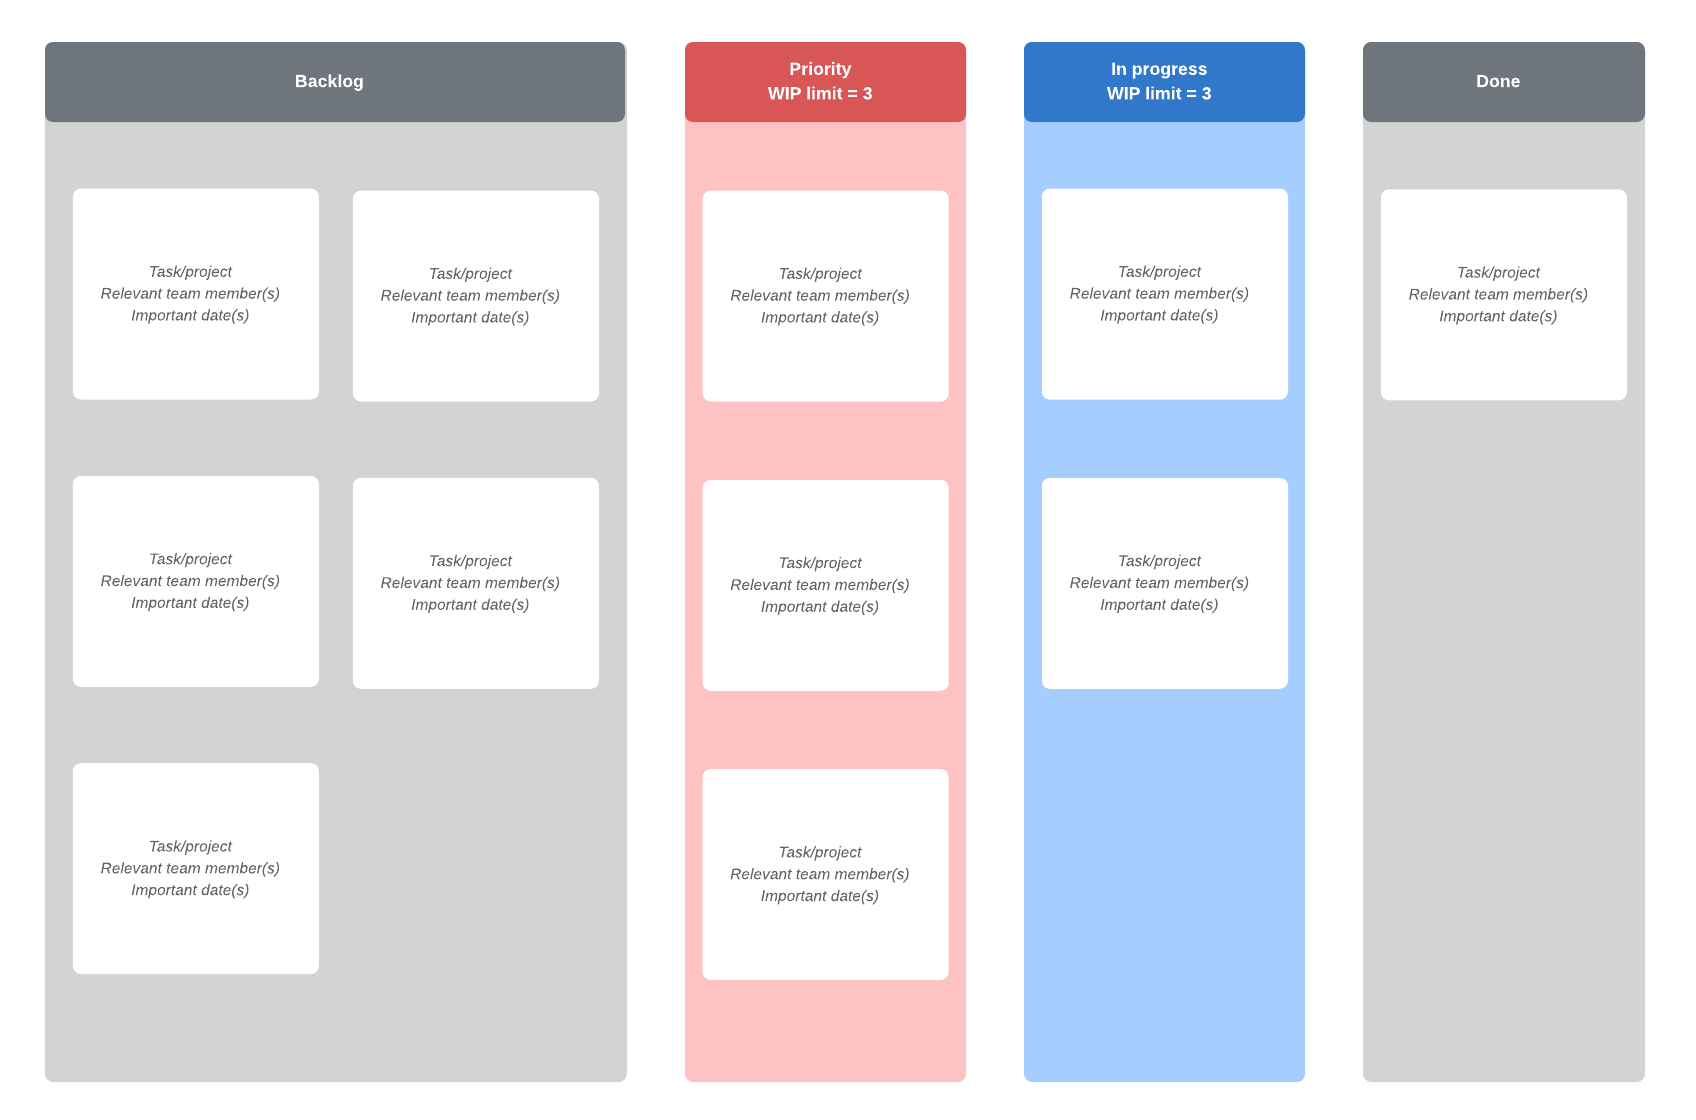 Backlog
Task/project
Relevant team member(s)
Important date(s)
Task/project
Relevant team member(s)
Important date(s)
Task/project
Relevant team member(s)
Important date(s)
Task/project
Relevant team member(s)
Important date(s)
Task/project
Relevant team member(s)
Important date(s)
Priority
WIP limit = 3
Task/project
Relevant team member(s)
Important date(s)
Task/project
Relevant team member(s)
Important date(s)
Task/project
Relevant team member(s)
Important date(s)
In progress
WIP limit = 3
Task/project
Relevant team member(s)
Important date(s)
Task/project
Relevant team member(s)
Important date(s)
Done
Task/project
Relevant team member(s)
Important date(s)